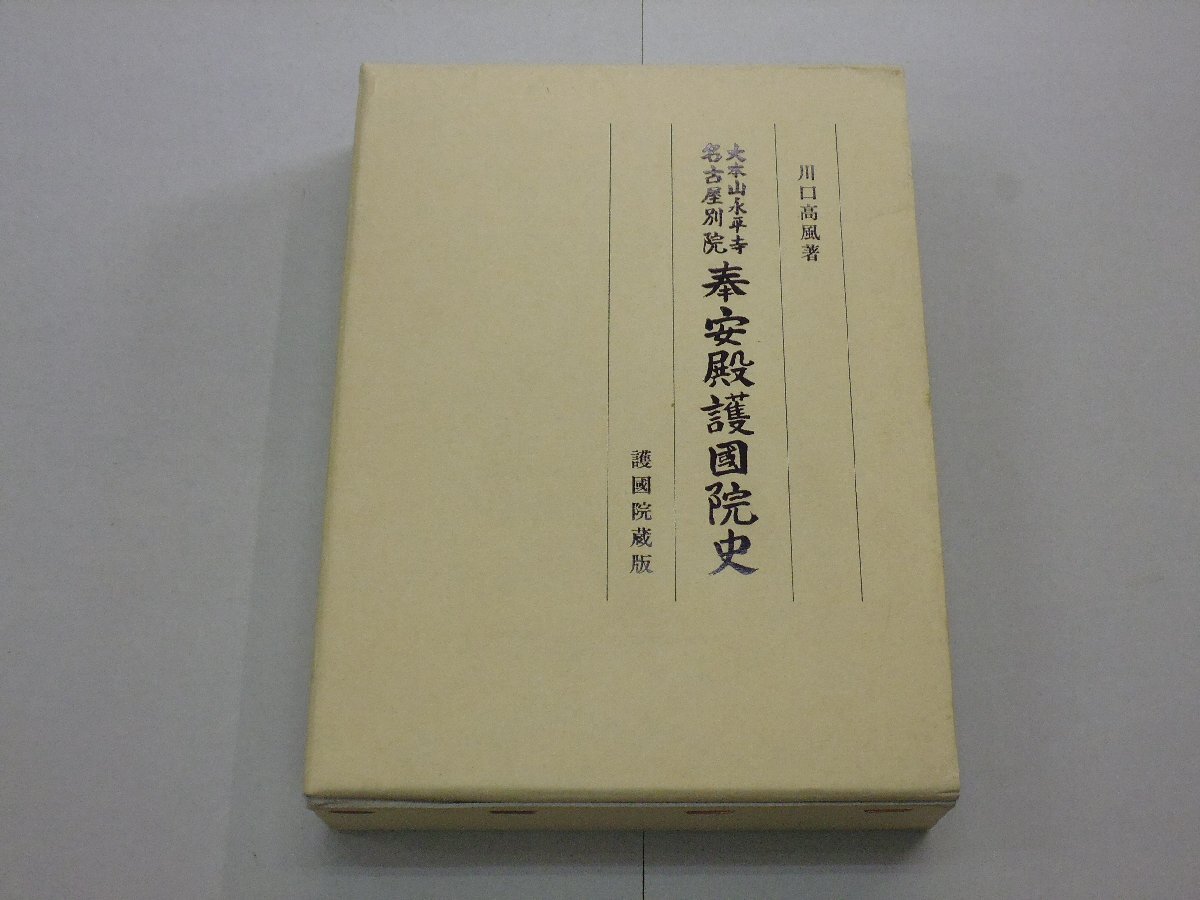 川口高風著
大本山永平寺
名古屋別院
奉安殿護國院史
護國院蔵版